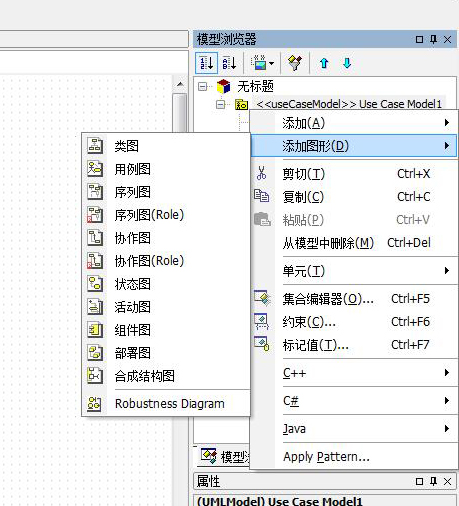 模型浏览器
无标题
<<useCaseModel>> Use Case Model1
添加(A)
添加图形(D)
剪切(T) Ctrl+X
复制(C) Ctrl+C
粘贴(P) Ctrl+V
从模型中删除(M) Ctrl+Del
单元(T)
集合编辑器(O)... Ctrl+F5
约束(C)... Ctrl+F6
标记值(T)... Ctrl+F7
C++
C#
Java
Apply Pattern...
类图
用例图
序列图
序列图(Role)
协作图
协作图(Role)
状态图
活动图
组件图
部署图
合成结构图
Robustness Diagram
模型
属性
(UMLModel) Use Case Model1